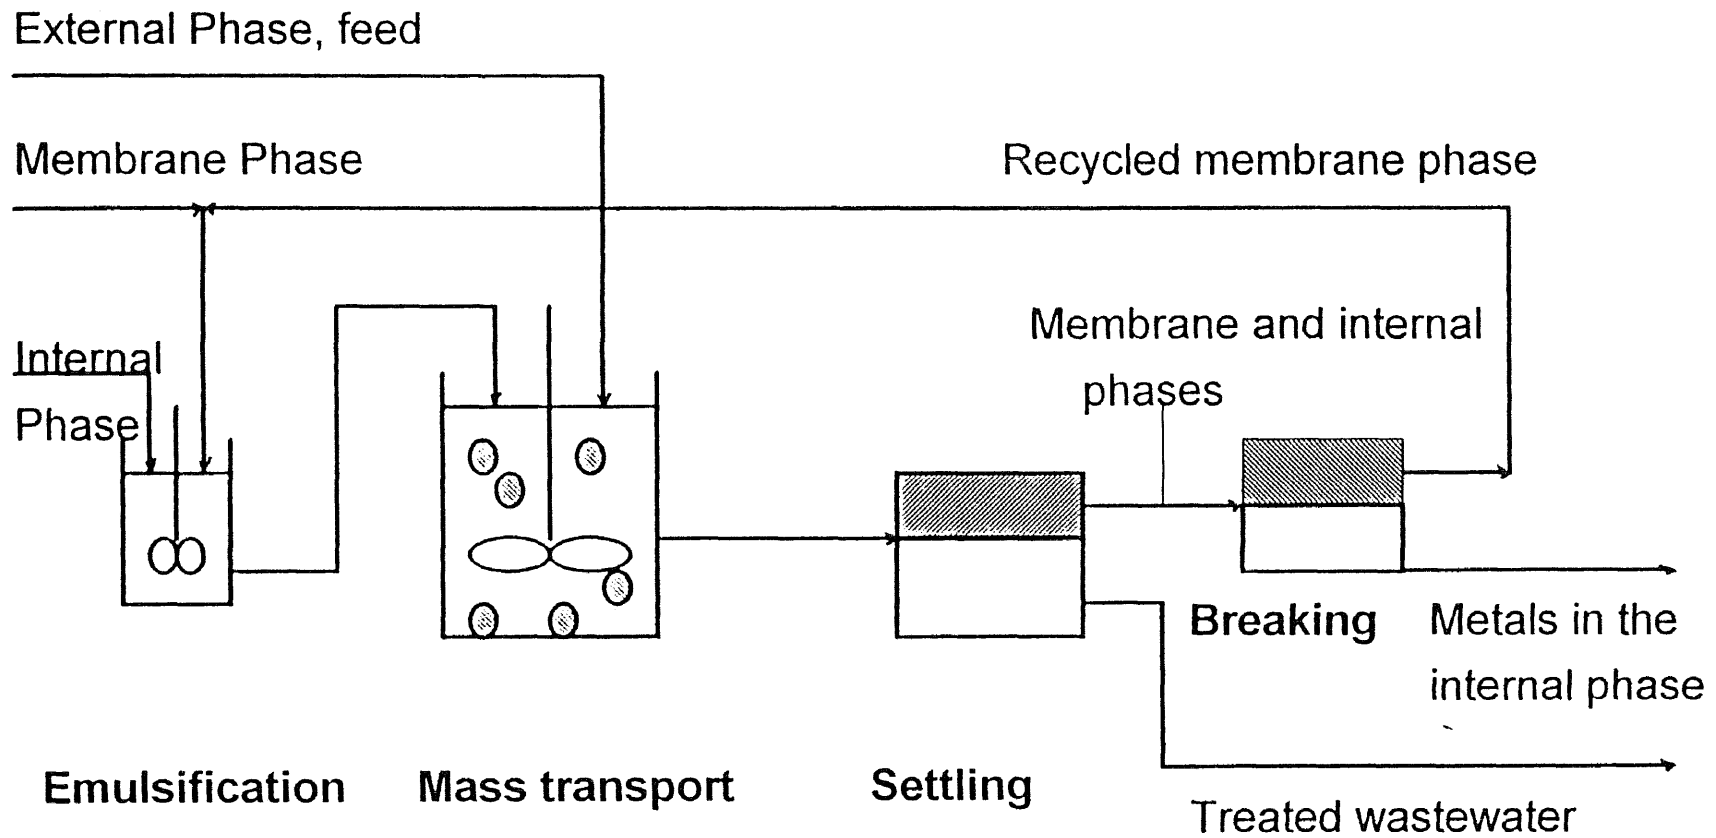 External Phase, feed
Membrane Phase
Recycled membrane phase
Internal
Phase
Membrane and internal
phases
Breaking
Metals in the
internal phase
Emulsification
Mass transport
Settling
Treated wastewater